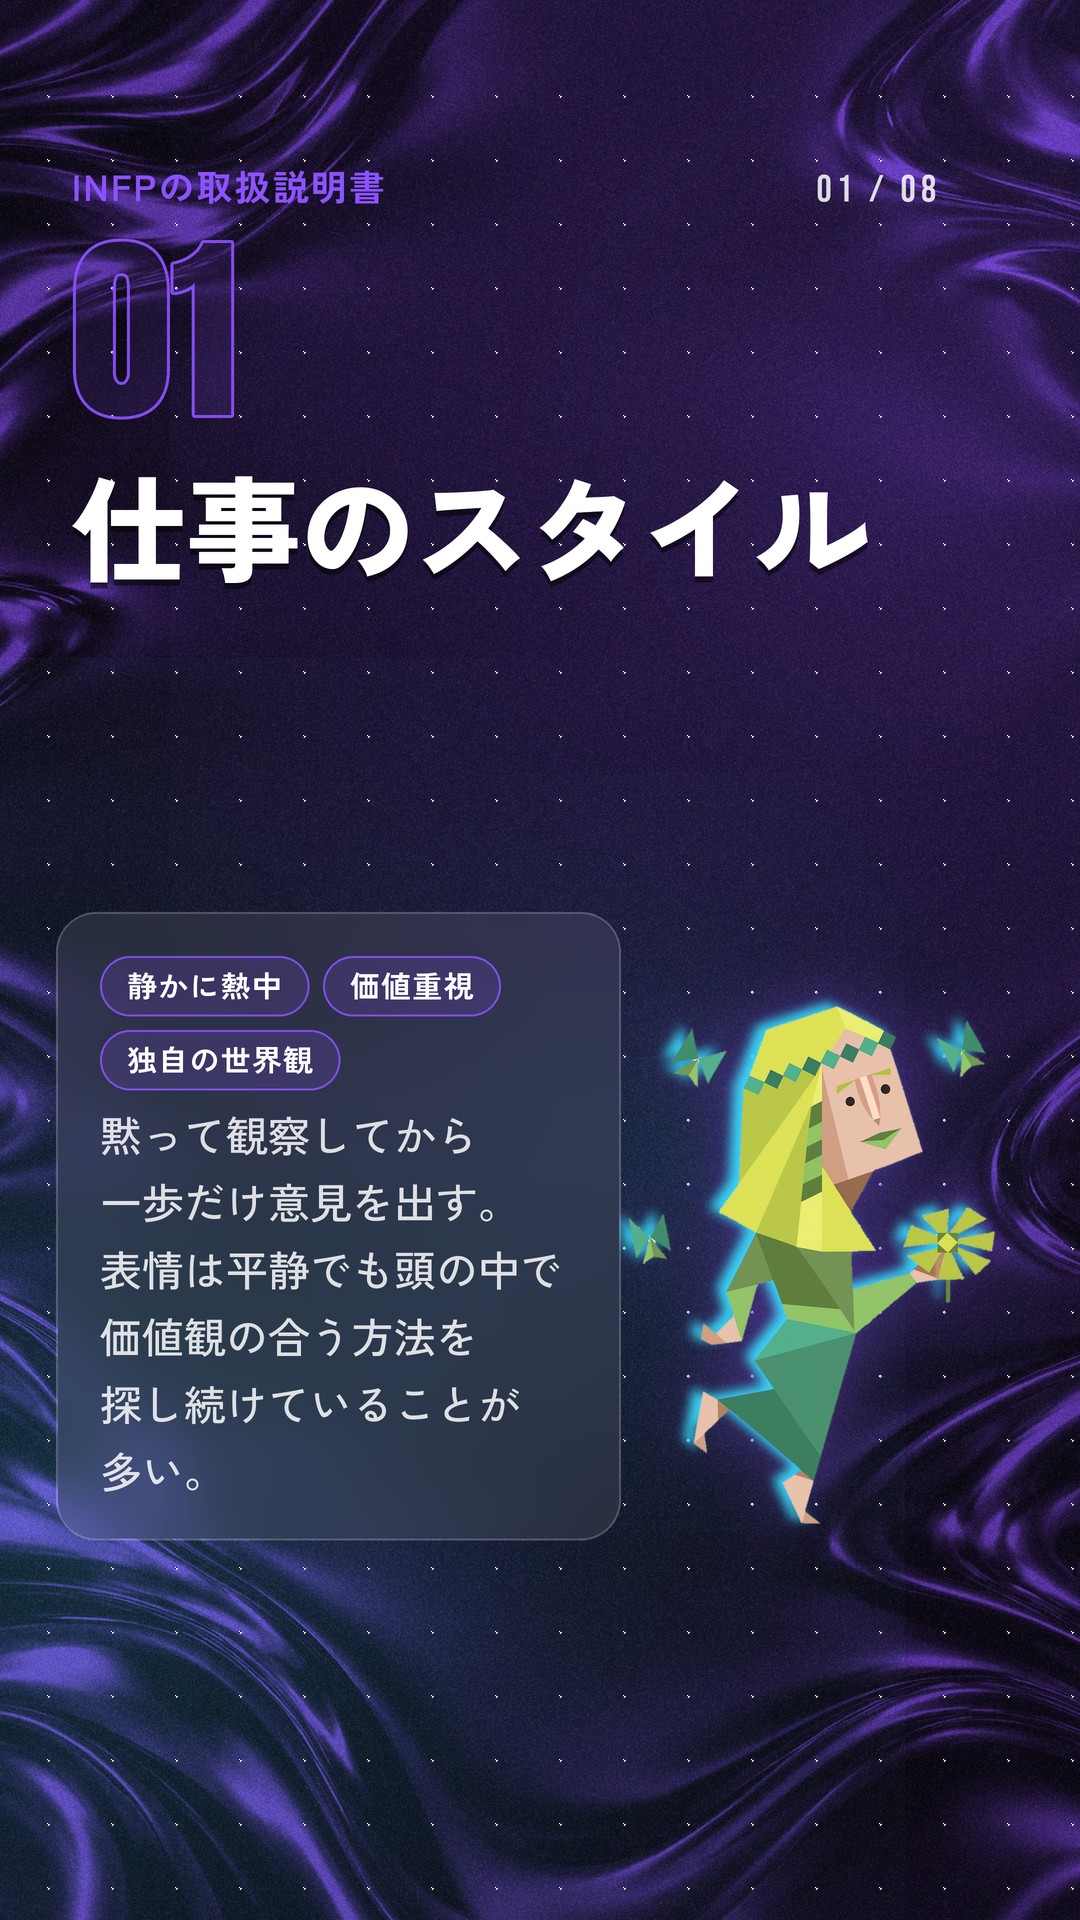 INFPの取扱説明書
01 / 08
01
仕事のスタイル
静かに熱中
価値重視
独自の世界観
黙って観察してから
一歩だけ意見を出す。
表情は平静でも頭の中で
価値観の合う方法を
探し続けていることが
多い。